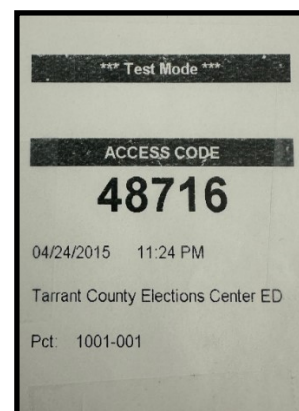 *** Test Mode ***
ACCESS CODE
48716
04/24/2015 11:24 PM
Tarrant County Elections Center ED
Pct: 1001-001